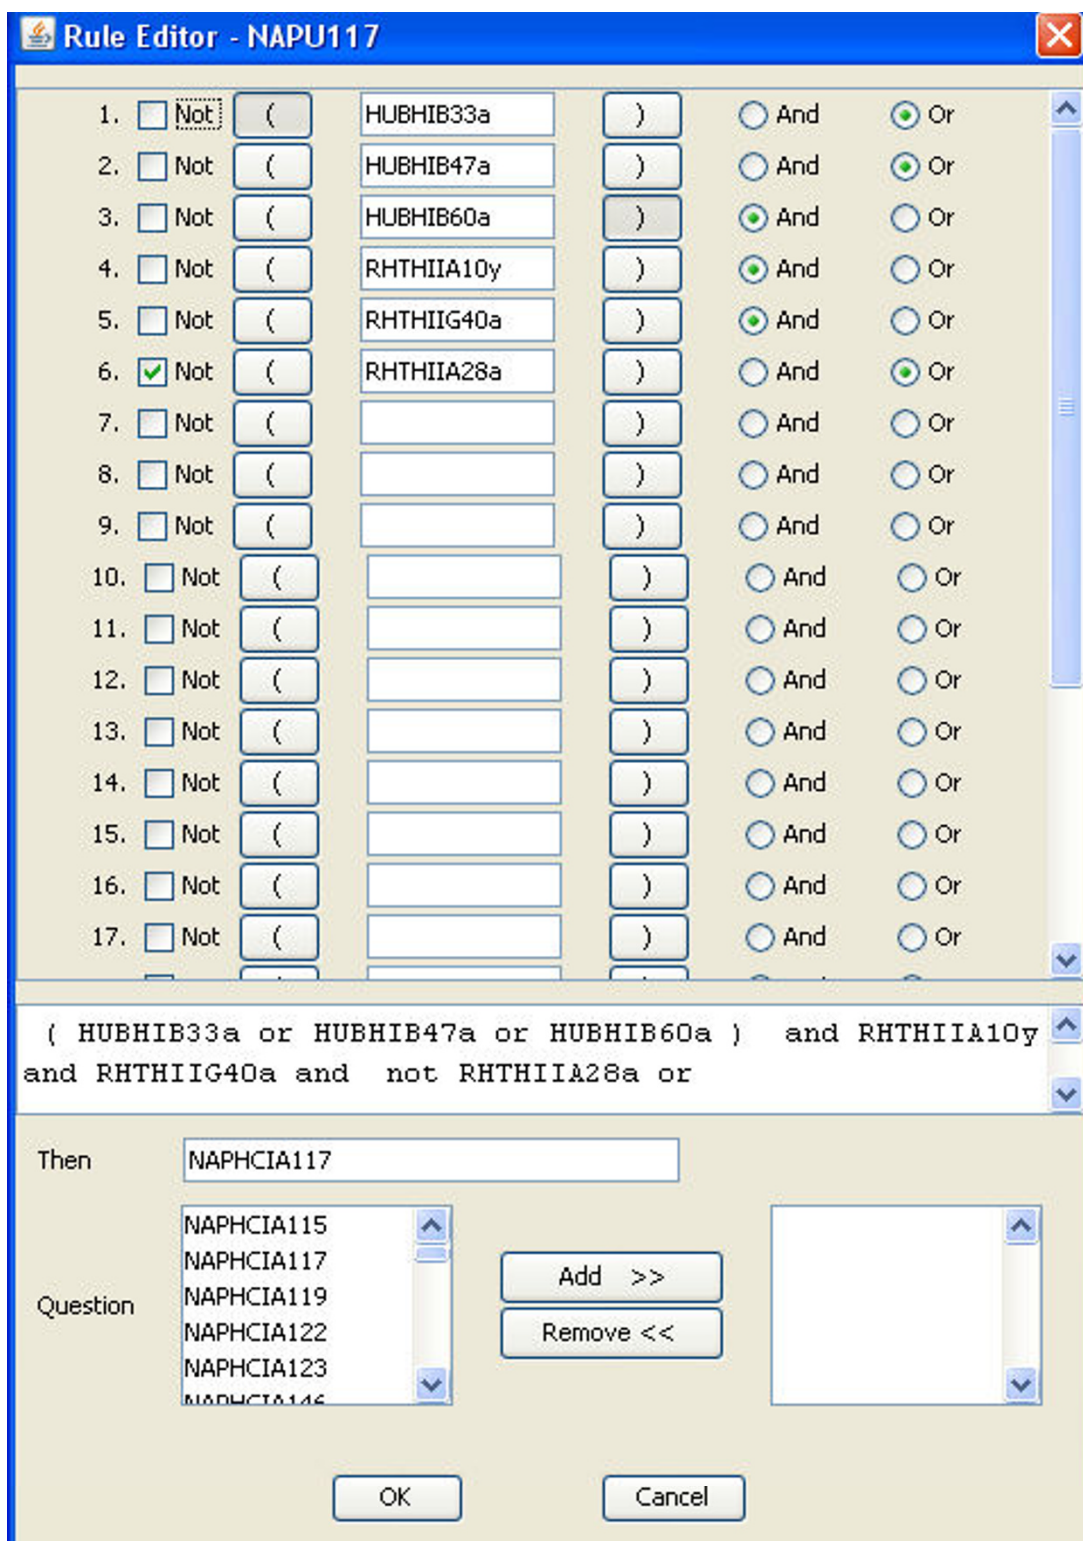 Rule Editor - NAPU117
1. Not ( HUBHIB33a ) And Or
2. Not ( HUBHIB47a ) And Or
3. Not ( HUBHIB60a ) And Or
4. Not ( RHTHIIA10y ) And Or
5. Not ( RHTHIIG40a ) And Or
6. Not ( RHTHIIA28a ) And Or
7. Not ( ) And Or
8. Not ( ) And Or
9. Not ( ) And Or
10. Not ( ) And Or
11. Not ( ) And Or
12. Not ( ) And Or
13. Not ( ) And Or
14. Not ( ) And Or
15. Not ( ) And Or
16. Not ( ) And Or
17. Not ( ) And Or
( HUBHIB33a or HUBHIB47a or HUBHIB60a ) and RHTHIIA10y
and RHTHIIG40a and not RHTHIIA28a or
Then NAPHCIA117
Question
NAPHCIA115
NAPHCIA117
NAPHCIA119
NAPHCIA122
NAPHCIA123
NAPHCIA146
Add >>
Remove <<
OK Cancel